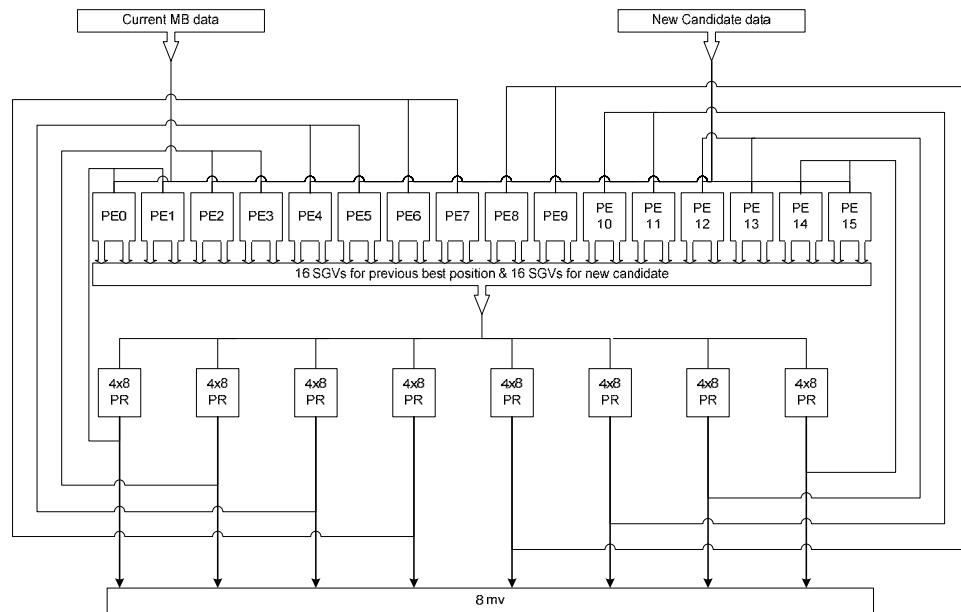 Current MB data
New Candidate data
PE0
PE1
PE2
PE3
PE4
PE5
PE6
PE7
PE8
PE9
PE
10
PE
11
PE
12
PE
13
PE
14
PE
15
16 SGVs for previous best position & 16 SGVs for new candidate
4x8
PR
4x8
PR
4x8
PR
4x8
PR
4x8
PR
4x8
PR
4x8
PR
4x8
PR
8 mv